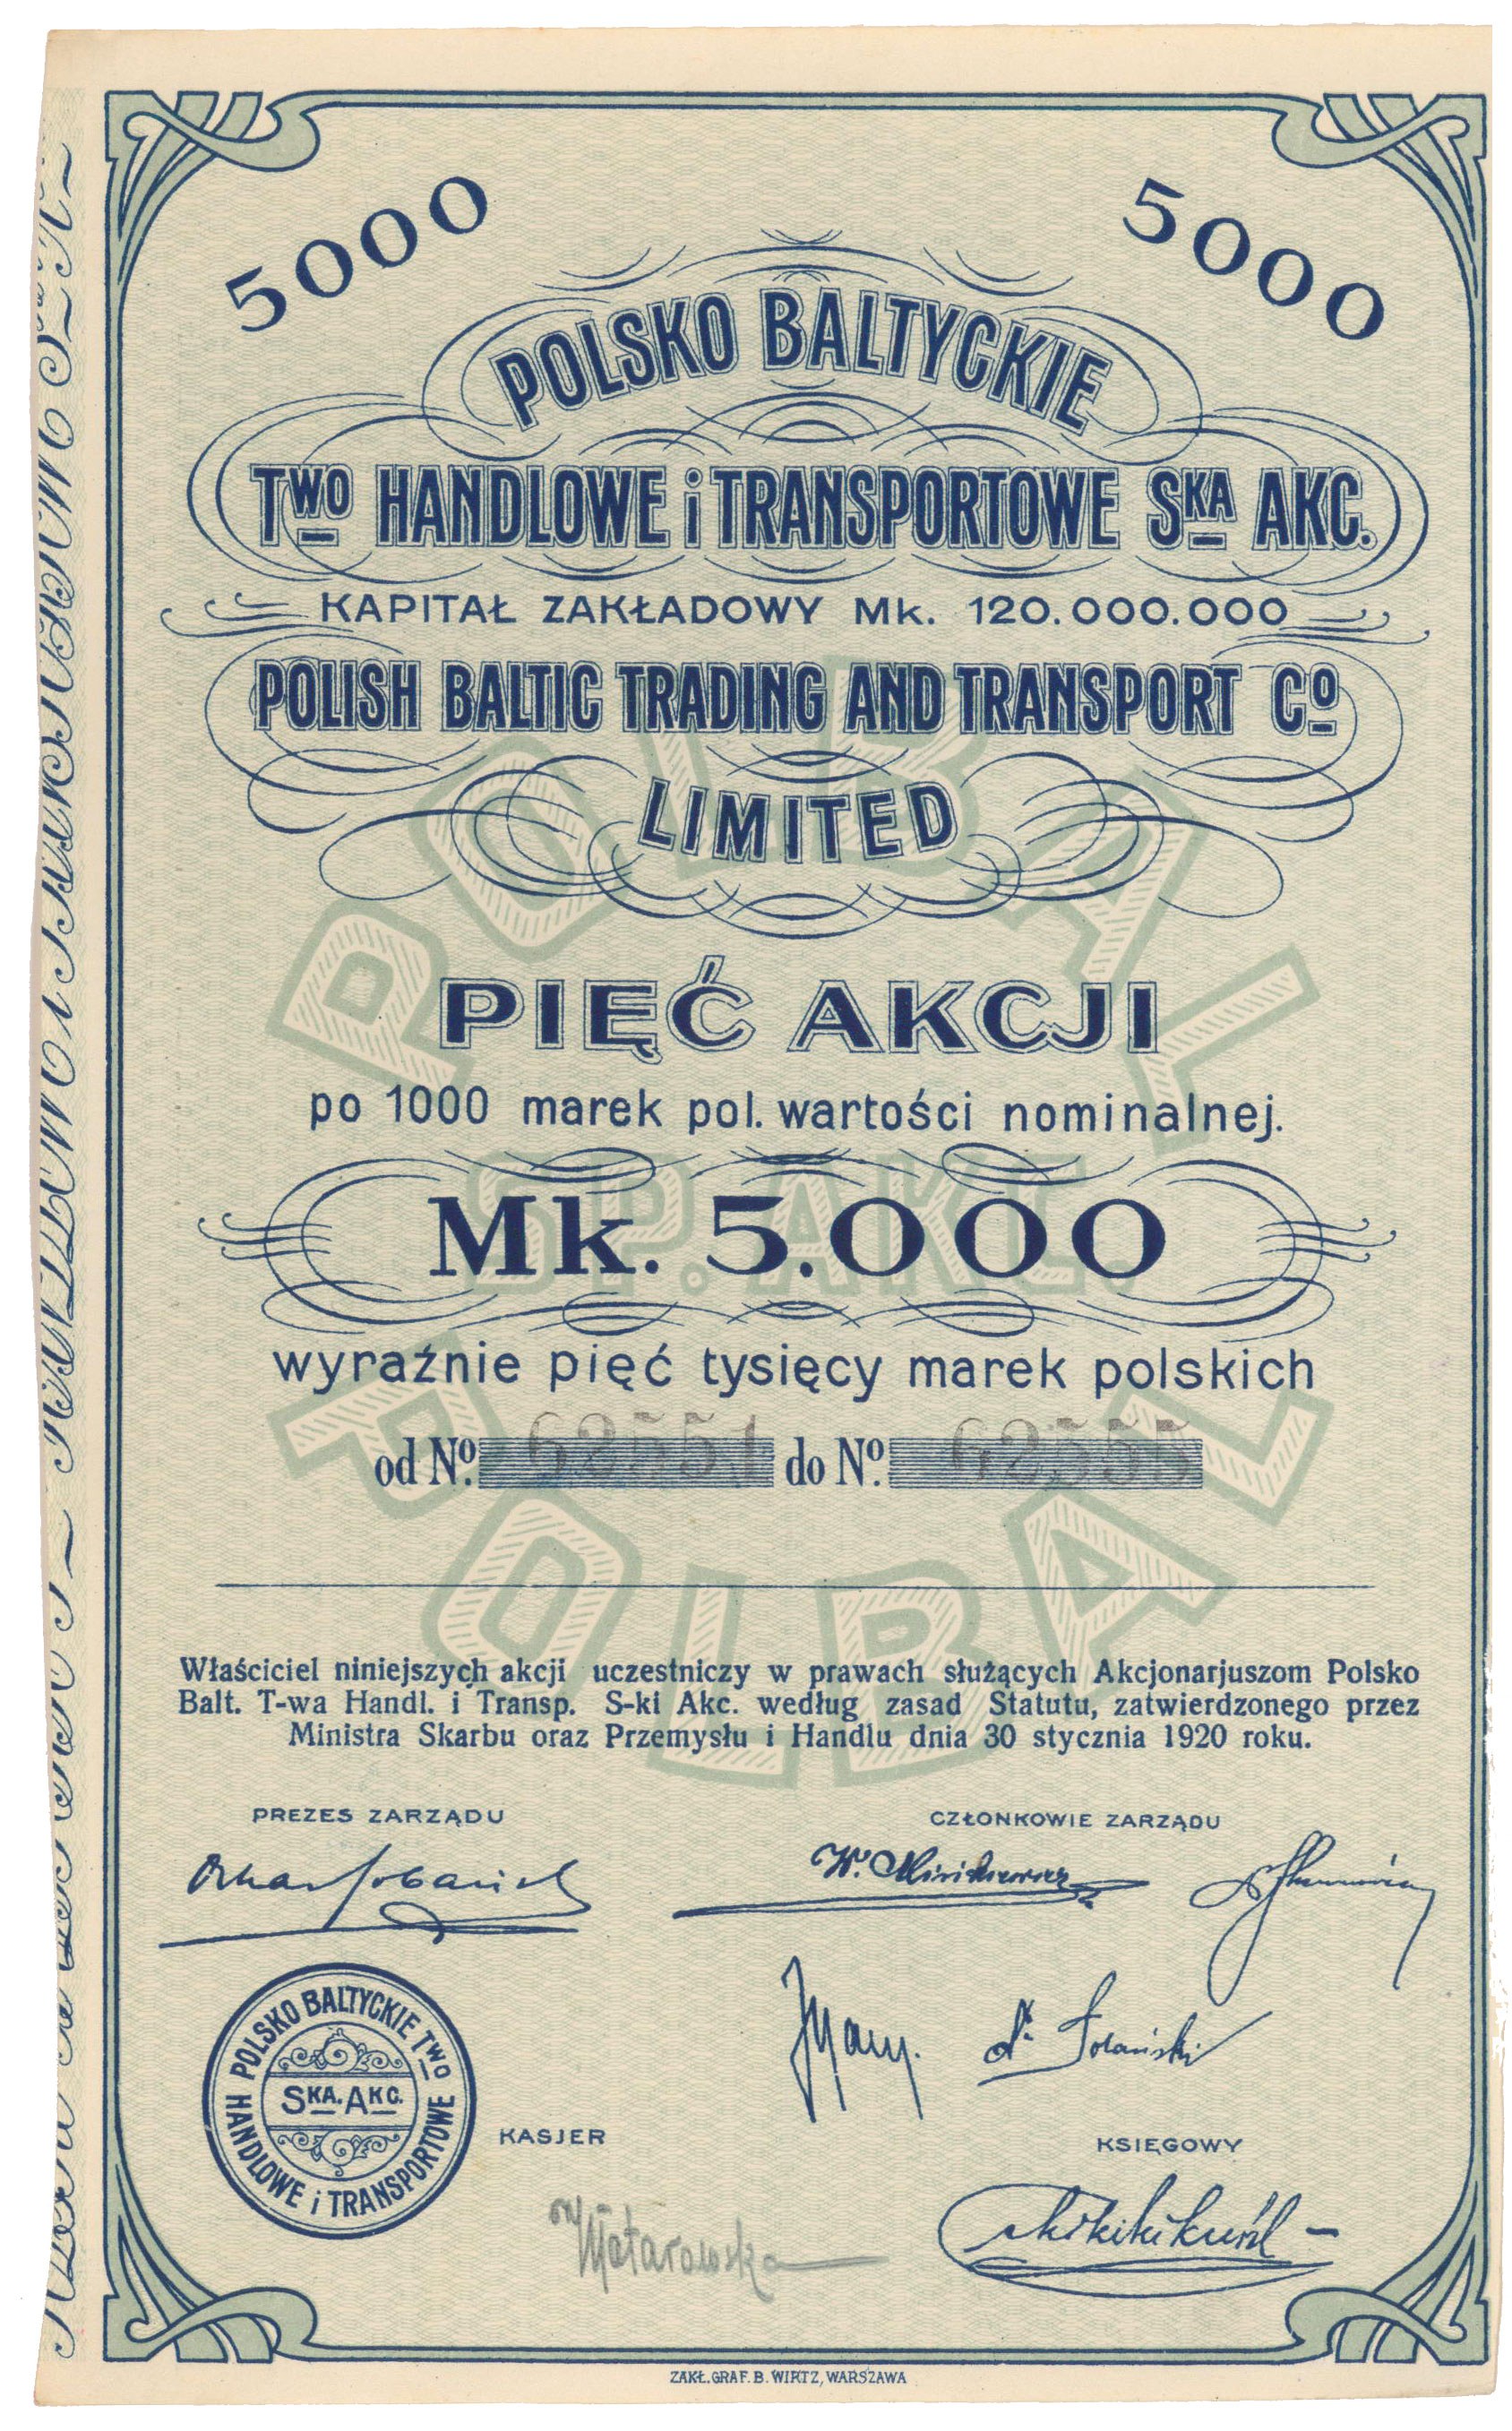 5000
5000
POLSKO BALTYCKIE
TWO HANDLOWE i TRANSPORTOWE SKA AKC.
KAPITAŁ ZAKŁADOWY Mk. 120.000.000
POLISH BALTIC TRADING AND TRANSPORT CO
LIMITED
POLBAL
PIĘĆ AKCJI
po 1000 marek pol. wartości nominalnej.
SP. AKC
Mk. 5.000
wyraźnie pięć tysięcy marek polskich
od No. 62551 do No. 62555
POLBAL
Właściciel niniejszych akcji uczestniczy w prawach służących Akcjonarjuszom Polsko
Balt. T-wa Handl. i Transp. S-ki Akc. według zasad Statutu, zatwierdzonego przez
Ministra Skarbu oraz Przemysłu i Handlu dnia 30 stycznia 1920 roku.
PREZES ZARZĄDU
CZŁONKOWIE ZARZĄDU
POLSKO BALTYCKIE TWO
HANDLOWE i TRANSPORTOWE
SKA. AKC.
KASJER
KSIĘGOWY
ZAKŁ. GRAF. B. WIRTZ, WARSZAWA